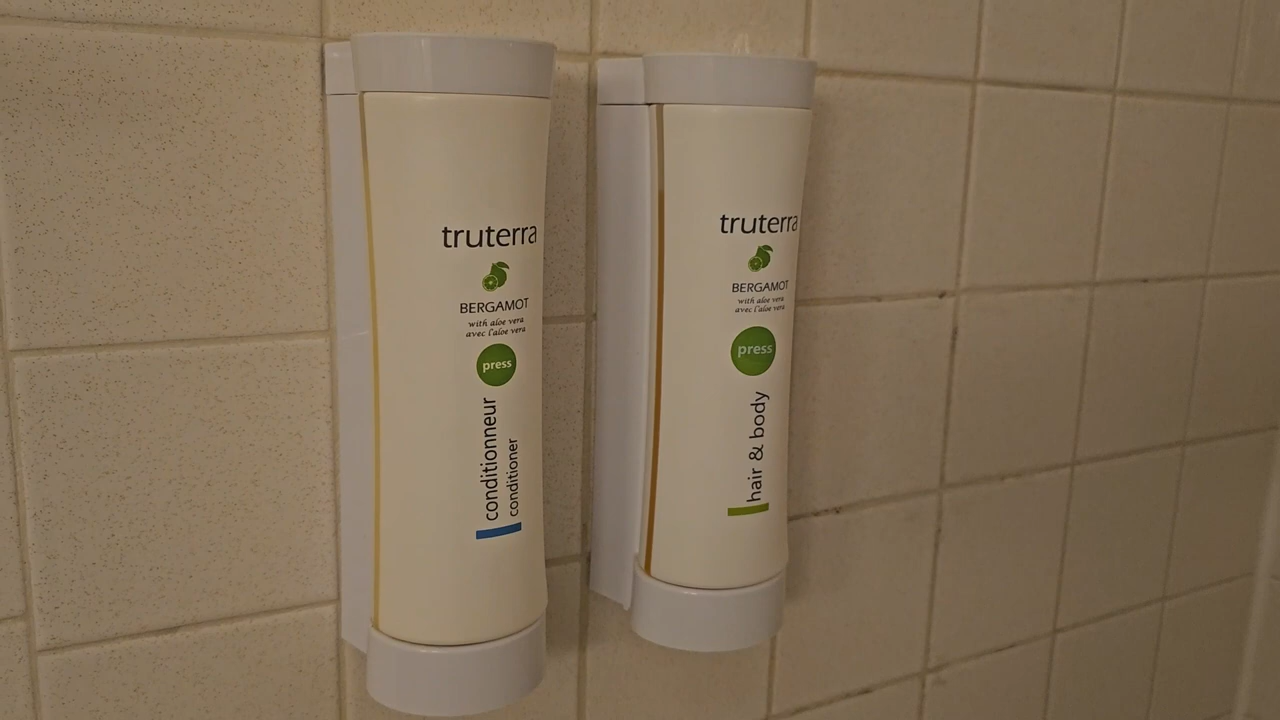 truterra
BERGAMOT
with aloe vera
avec l'aloe vera
press
conditionneur
conditioner
truterra
BERGAMOT
with aloe vera
avec l'aloe vera
press
hair & body